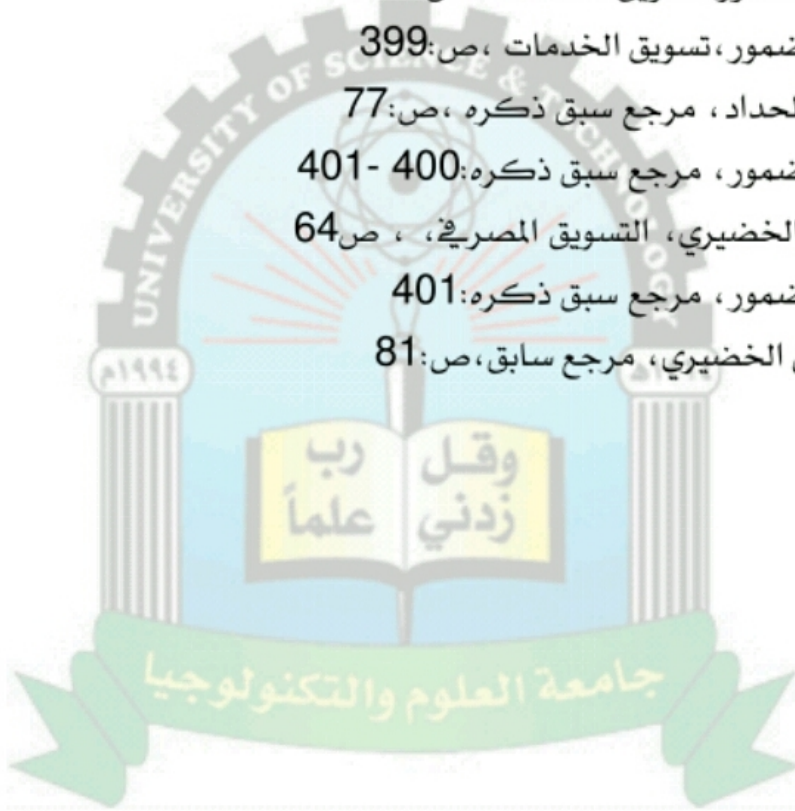 ضمور،تسويق الخدمات ،ص:399
لحداد، مرجع سبق ذكره ،ص:77
ضمور، مرجع سبق ذكره:400 -401
الخضيري، التسويق المصرفي، ، ص64
ضمور، مرجع سبق ذكره:401
الخضيري، مرجع سابق،ص:81
UNIVERSITY OF SCIENCE & TECHNOLOGY
١٩٩٤م
وقل رب
زدني علماً
جامعة العلوم والتكنولوجيا